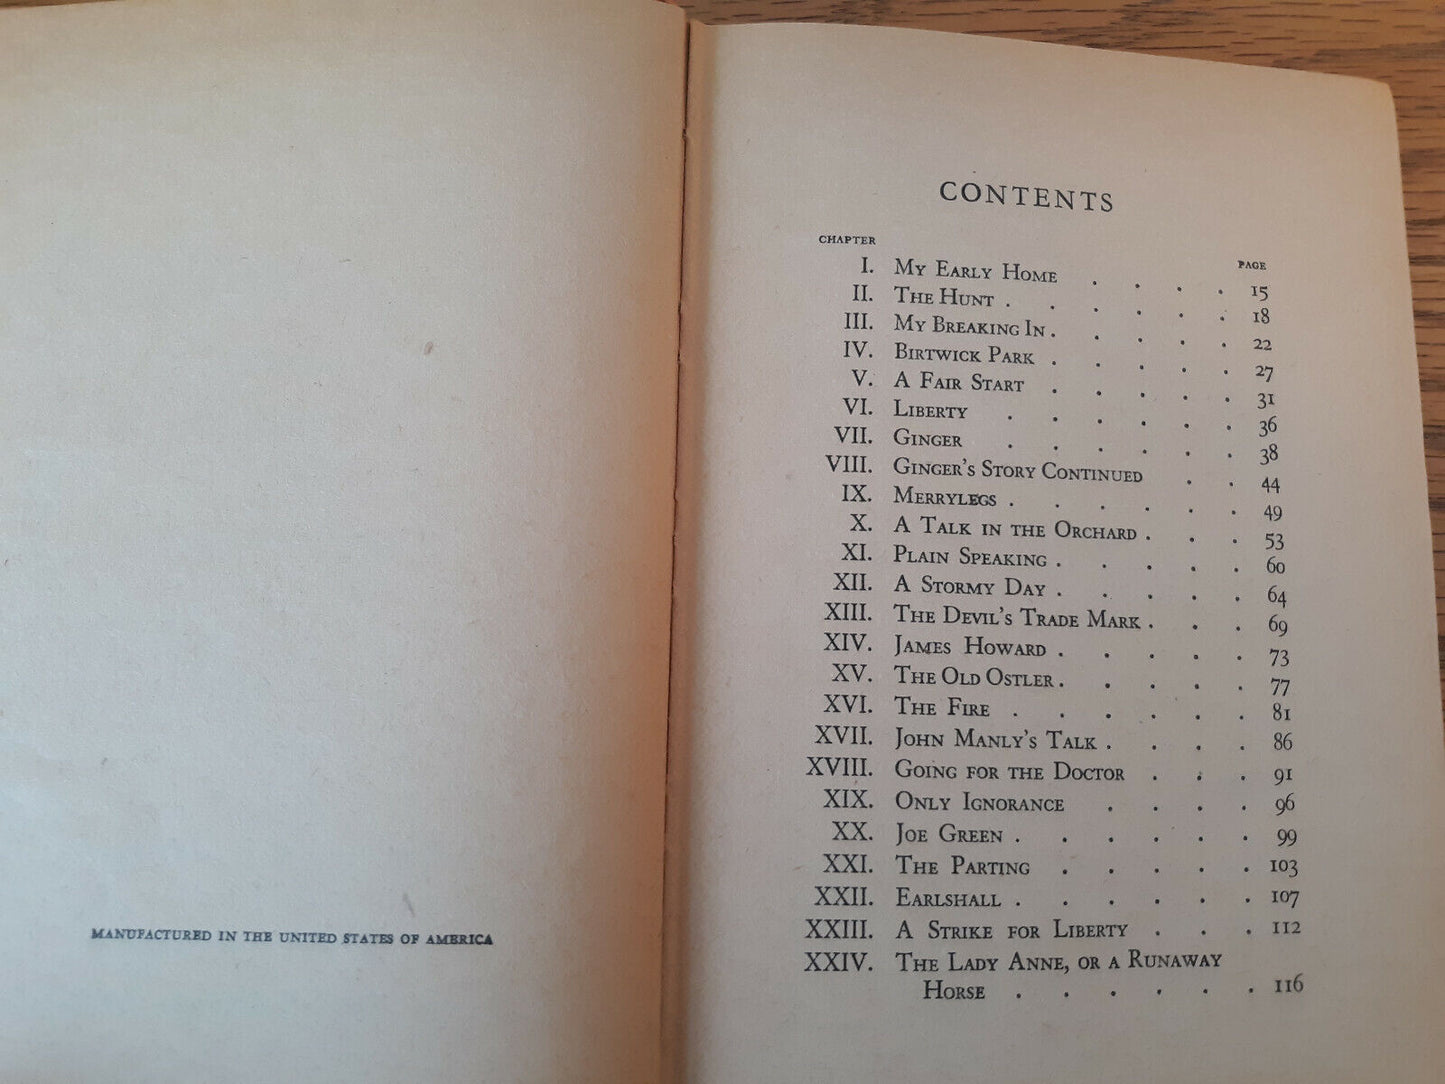 MANUFACTURED IN THE UNITED STATES OF AMERICA
CONTENTS
CHAPTER PAGE
I. MY EARLY HOME . . . . 15
II. THE HUNT . . . . . . 18
III. MY BREAKING IN . . . . . 22
IV. BIRTWICK PARK . . . . . 27
V. A FAIR START . . . . . 31
VI. LIBERTY . . . . . . 36
VII. GINGER . . . . . . 38
VIII. GINGER'S STORY CONTINUED . . 44
IX. MERRYLEGS . . . . . . 49
X. A TALK IN THE ORCHARD . . . 53
XI. PLAIN SPEAKING . . . . . 60
XII. A STORMY DAY . . . . . 64
XIII. THE DEVIL'S TRADE MARK . . . 69
XIV. JAMES HOWARD . . . . . 73
XV. THE OLD OSTLER . . . . . 77
XVI. THE FIRE . . . . . . 81
XVII. JOHN MANLY'S TALK . . . . 86
XVIII. GOING FOR THE DOCTOR . . . 91
XIX. ONLY IGNORANCE . . . . 96
XX. JOE GREEN . . . . . . 99
XXI. THE PARTING . . . . . 103
XXII. EARLSHALL . . . . . . 107
XXIII. A STRIKE FOR LIBERTY . . . 112
XXIV. THE LADY ANNE, OR A RUNAWAY
HORSE . . . . . . 116